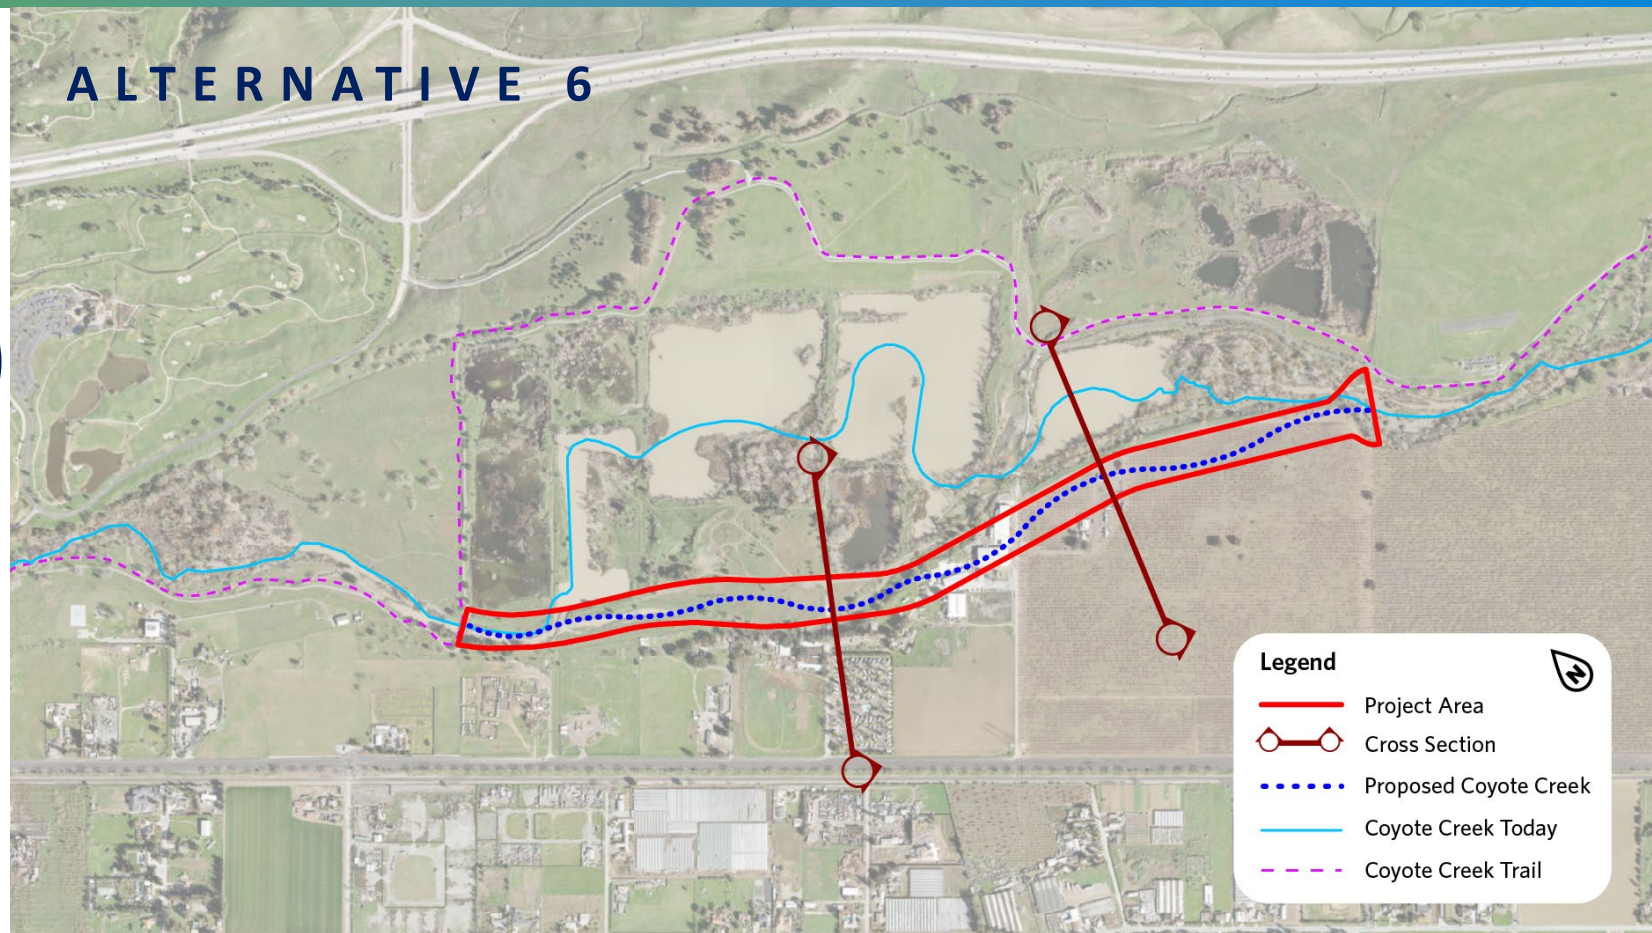 ALTERNATIVE 6
Legend
N
Project Area
Cross Section
Proposed Coyote Creek
Coyote Creek Today
Coyote Creek Trail